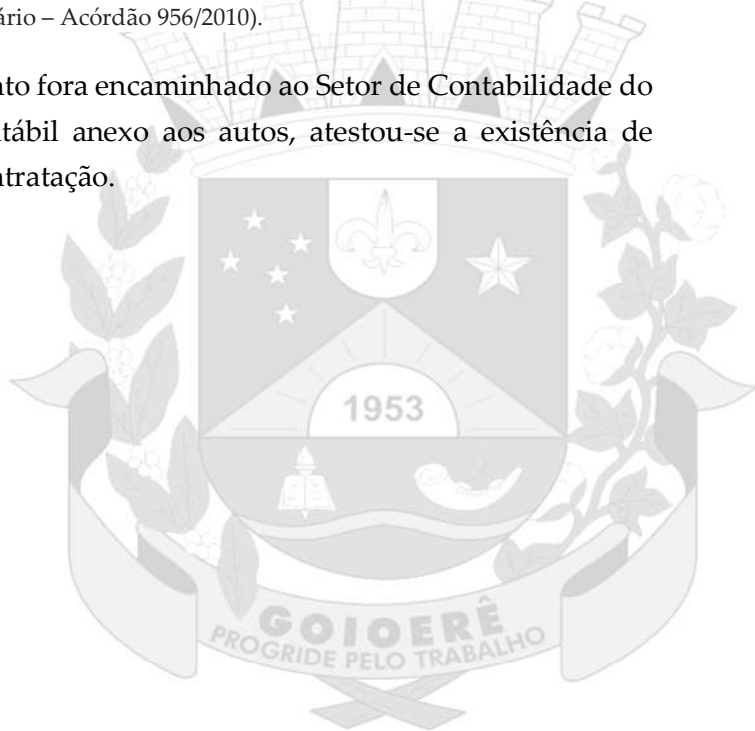 ário – Acórdão 956/2010).
nto fora encaminhado ao Setor de Contabilidade do
ntábil anexo aos autos, atestou-se a existência de
ntratação.
1953
GOIOERÊ
PROGRIDE PELO TRABALHO